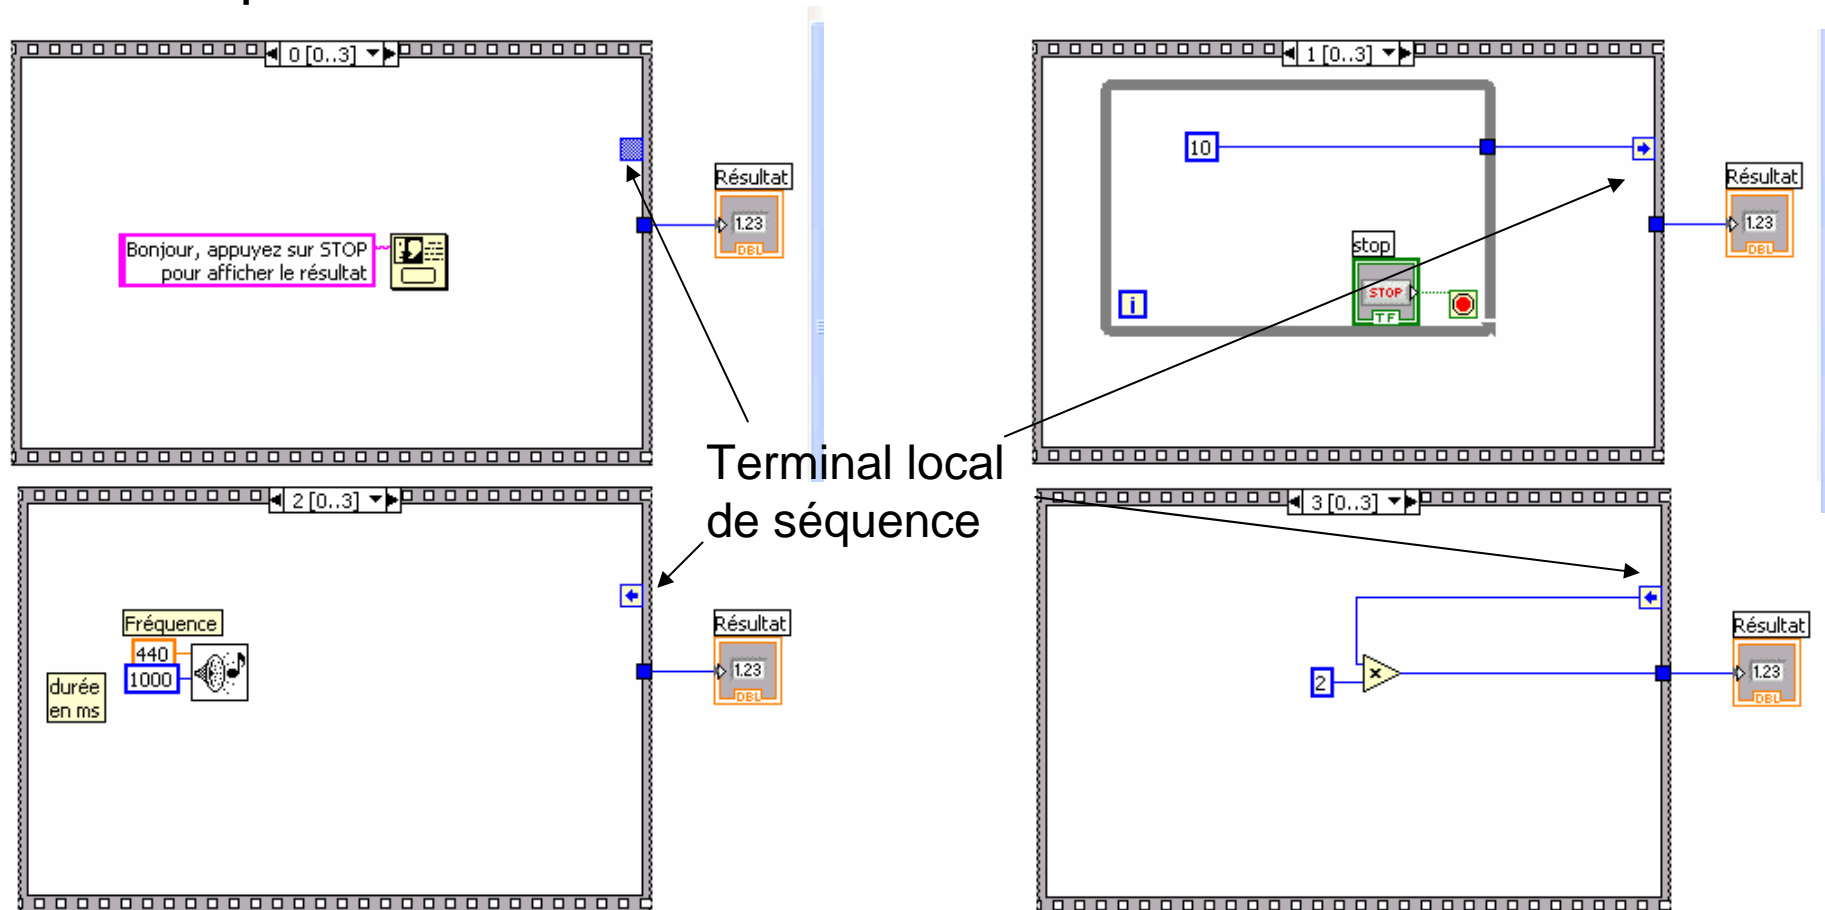 0 [0..3]
Résultat
1.23
DBL
Bonjour, appuyez sur STOP
pour afficher le résultat
1 [0..3]
10
Résultat
1.23
DBL
stop
STOP
TF
i
Terminal local
de séquence
2 [0..3]
Fréquence
440
1000
durée
en ms
Résultat
1.23
DBL
3 [0..3]
2
x
Résultat
1.23
DBL